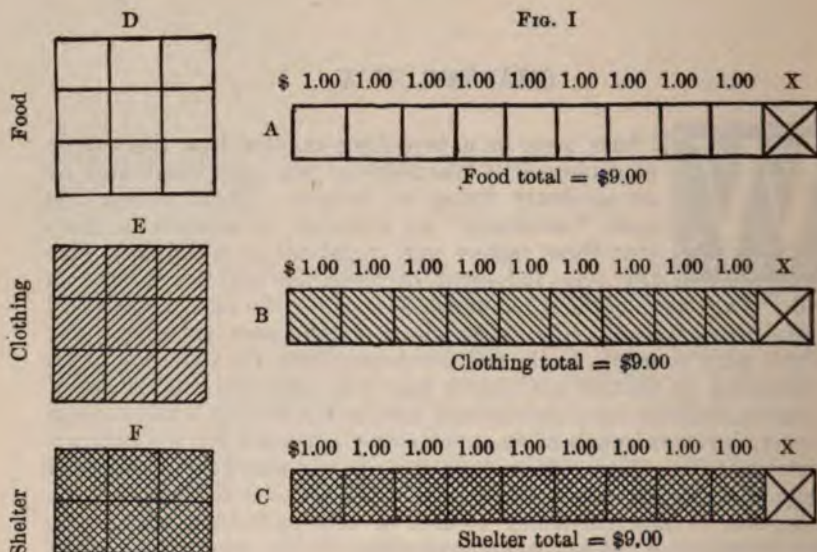 D
FIG. I
Food
$ 1.00 1.00 1.00 1.00 1.00 1.00 1.00 1.00 1.00 X
A
Food total = $9.00
E
Clothing
$ 1.00 1.00 1.00 1.00 1 00 1.00 1.00 1.00 1.00 X
B
Clothing total = $9.00
F
Shelter
$1.00 1.00 1.00 1.00 1.00 1.00 1.00 1.00 1 00 X
C
Shelter total = $9.00